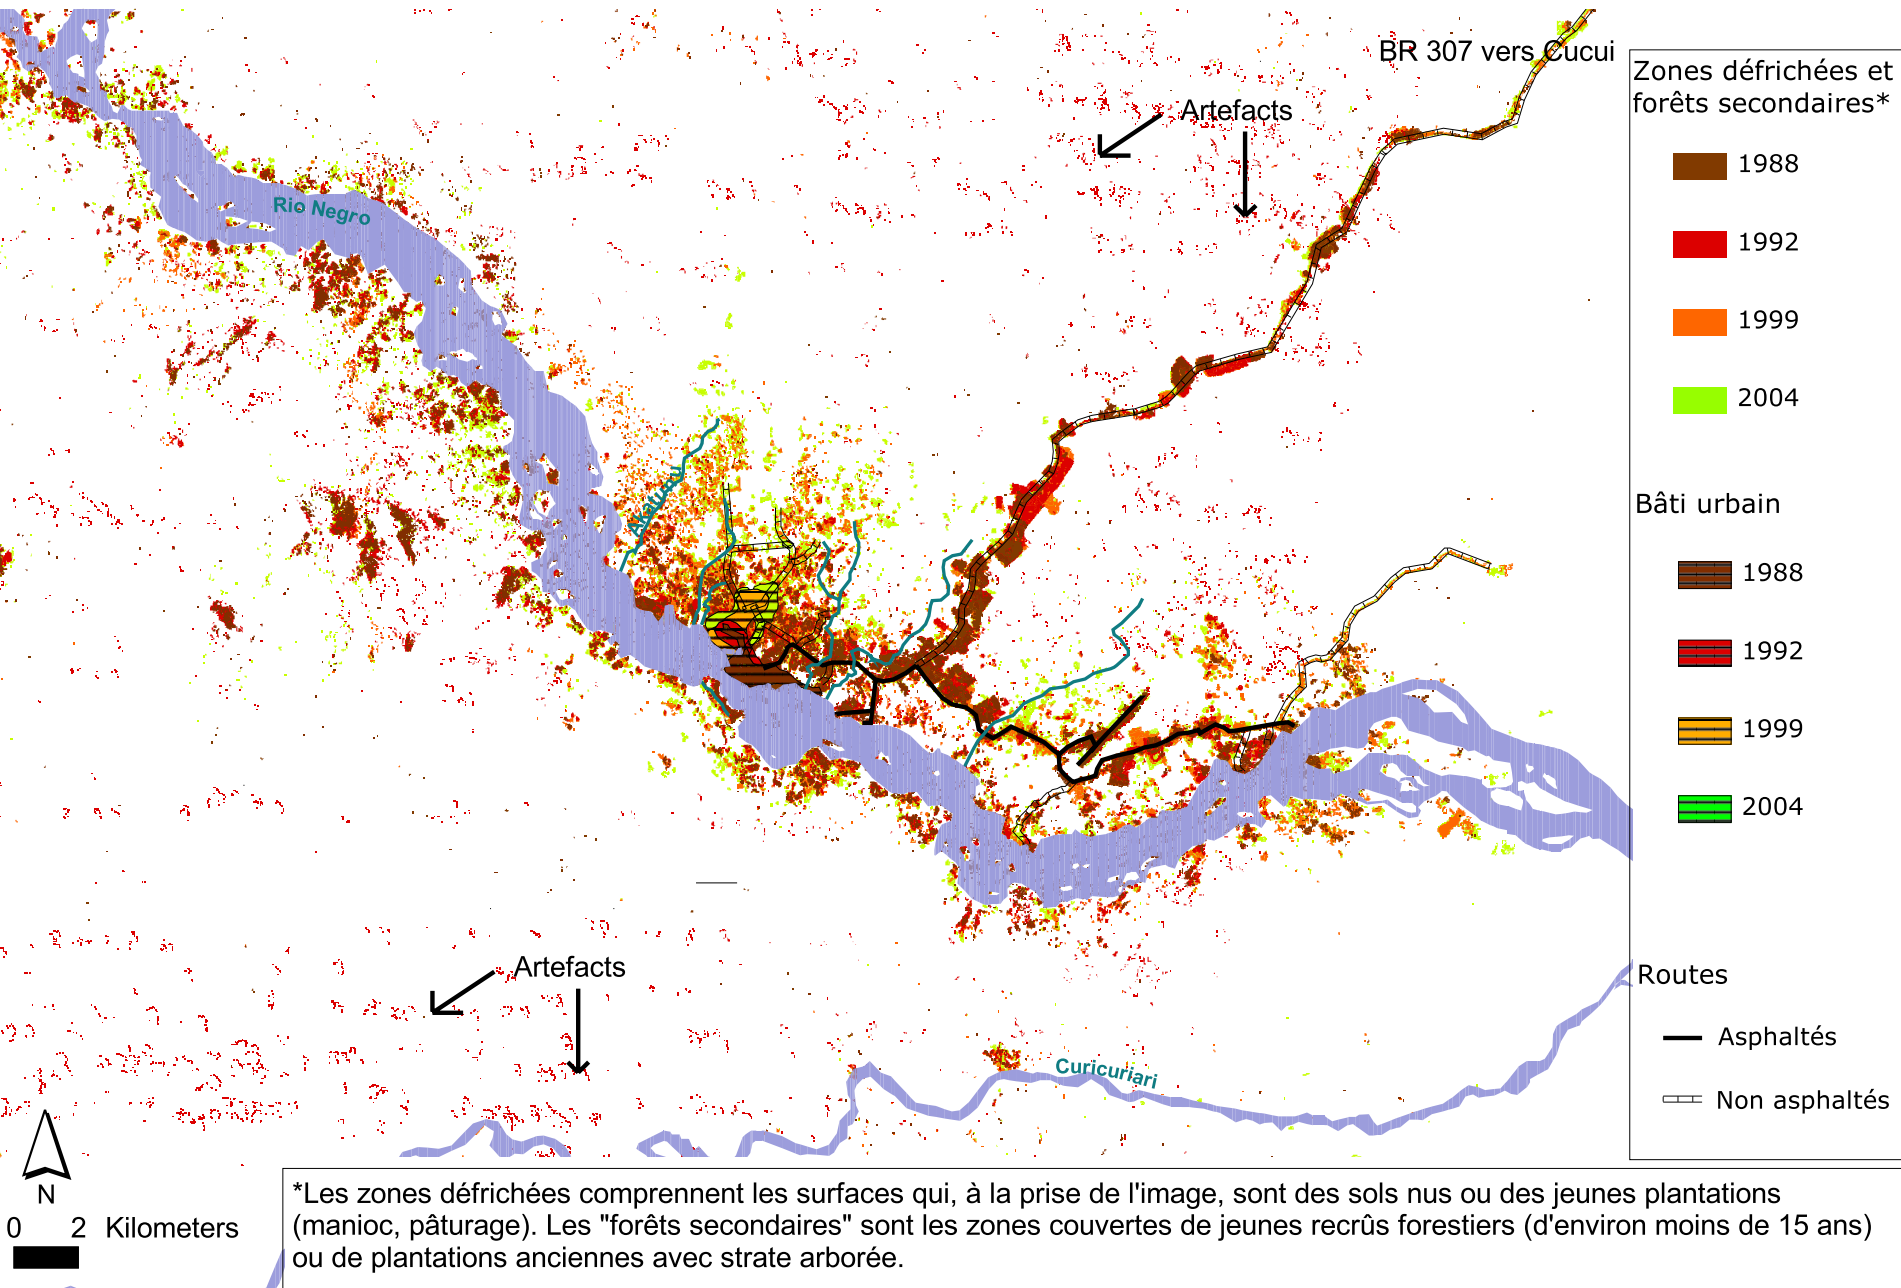 BR 307 vers Cucui
Artefacts
Rio Negro
Akatunu
Artefacts
Curicuriari
Zones défrichées et
forêts secondaires*
1988
1992
1999
2004
Bâti urbain
1988
1992
1999
2004
Routes
Asphaltés
Non asphaltés
N
0 2 Kilometers
*Les zones défrichées comprennent les surfaces qui, à la prise de l'image, sont des sols nus ou des jeunes plantations
(manioc, pâturage). Les "forêts secondaires" sont les zones couvertes de jeunes recrûs forestiers (d'environ moins de 15 ans)
ou de plantations anciennes avec strate arborée.